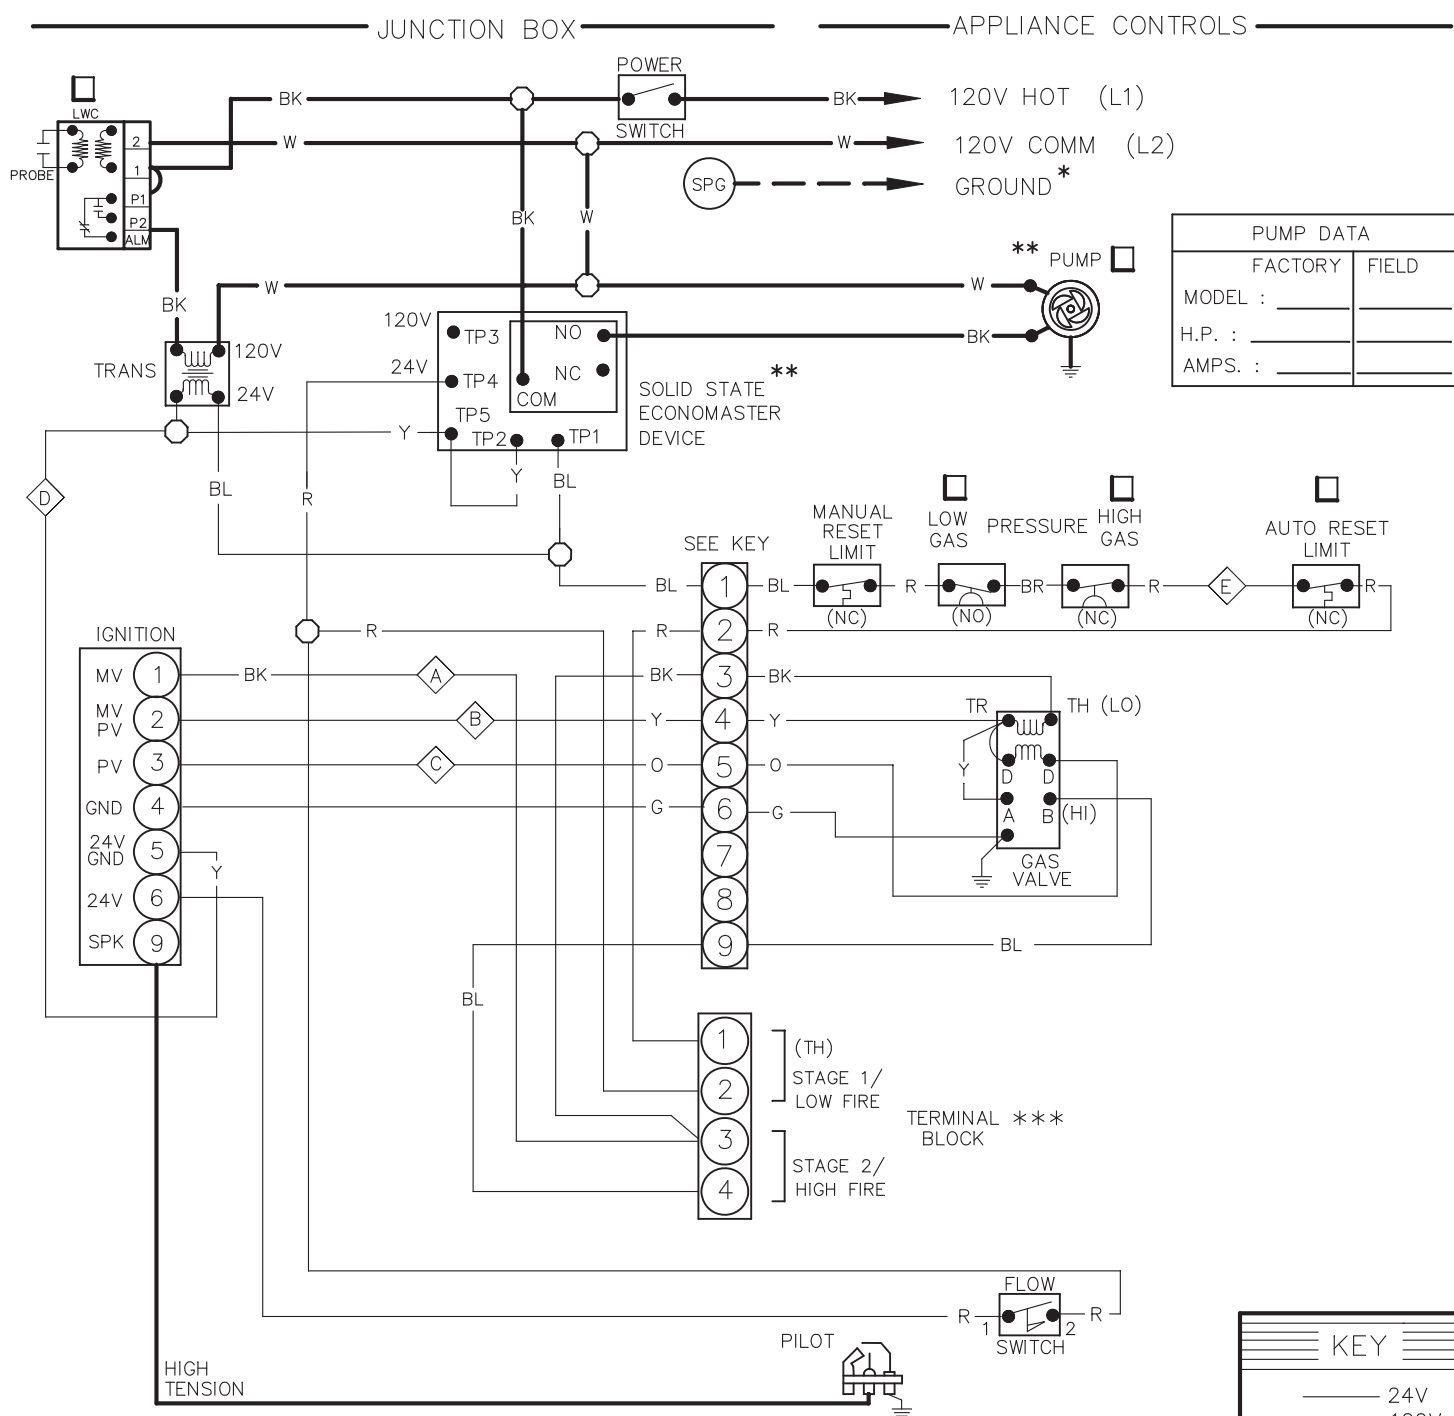 JUNCTION BOX
APPLIANCE CONTROLS
POWER
SWITCH
BK
BK
120V HOT (L1)
W
W
120V COMM (L2)
SPG
GROUND *
LWC
2
1
P1
P2
ALM
PROBE
BK
W
PUMP DATA
FACTORY FIELD
MODEL :
H.P. :
AMPS. :
** PUMP
W
W
BK
BK
TRANS
120V
24V
120V
TP3
24V
TP4
TP5
TP2
TP1
NO
NC
COM
SOLID STATE **
ECONOMASTER
DEVICE
Y
Y
BL
BL
R
D
SEE KEY
MANUAL
RESET
LIMIT
(NC)
LOW
GAS
(NO)
PRESSURE
HIGH
GAS
(NC)
AUTO RESET
LIMIT
(NC)
BL
1
BL
R
BR
R
E
R
R
R
2
R
IGNITION
MV
1
BK
A
BK
3
BK
MV
PV
2
B
Y
4
Y
PV
3
C
O
5
O
GND
4
G
6
G
24V
GND
5
Y
7
24V
6
8
SPK
9
9
BL
BL
TR
TH (LO)
Y
D
D
A
B
(HI)
GAS
VALVE
1
2
3
4
(TH)
STAGE 1/
LOW FIRE
STAGE 2/
HIGH FIRE
TERMINAL ***
BLOCK
FLOW
R
1
2
R
SWITCH
PILOT
HIGH
TENSION
KEY
24V